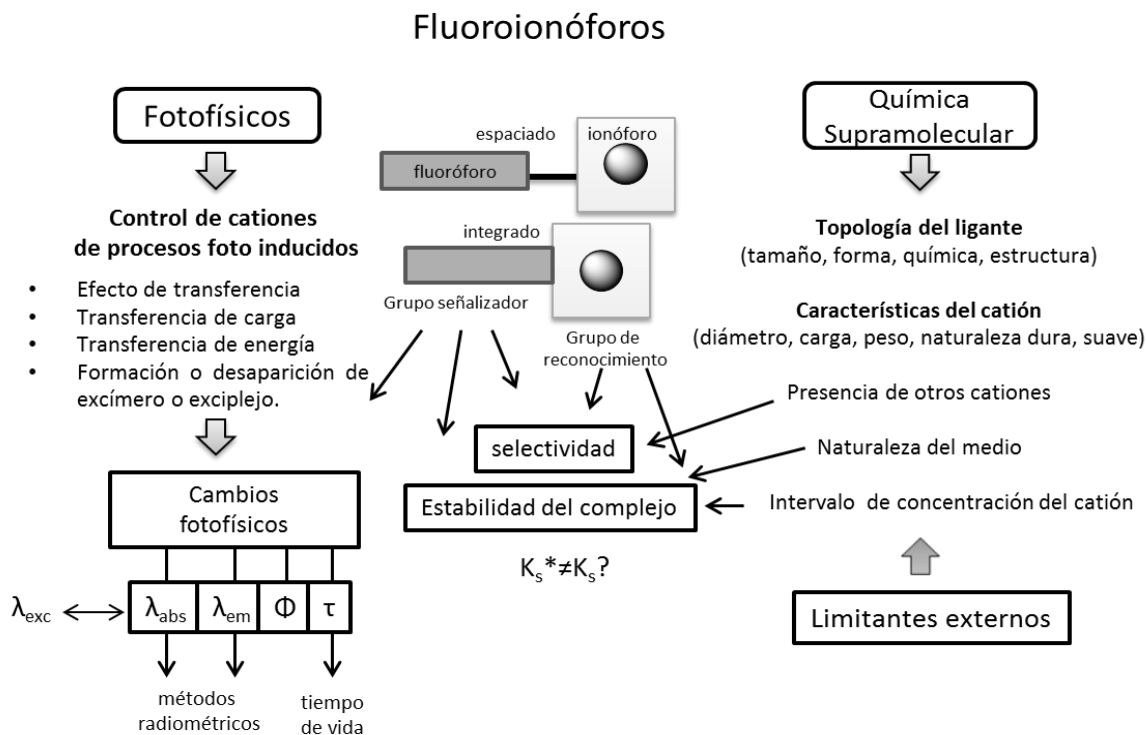 Fluoroionóforos
Fotofísicos
Control de cationes
de procesos foto inducidos
• Efecto de transferencia
• Transferencia de carga
• Transferencia de energía
• Formación o desaparición de
excímero o exciplejo.
Cambios
fotofísicos
λexc
λabs
λem
Φ
τ
métodos
radiométricos
tiempo
de vida
espaciado
ionóforo
fluoróforo
integrado
Grupo señalizador
Grupo de
reconocimiento
selectividad
Estabilidad del complejo
Ks*≠Ks?
Química
Supramolecular
Topología del ligante
(tamaño, forma, química, estructura)
Características del catión
(diámetro, carga, peso, naturaleza dura, suave)
Presencia de otros cationes
Naturaleza del medio
Intervalo de concentración del catión
Limitantes externos